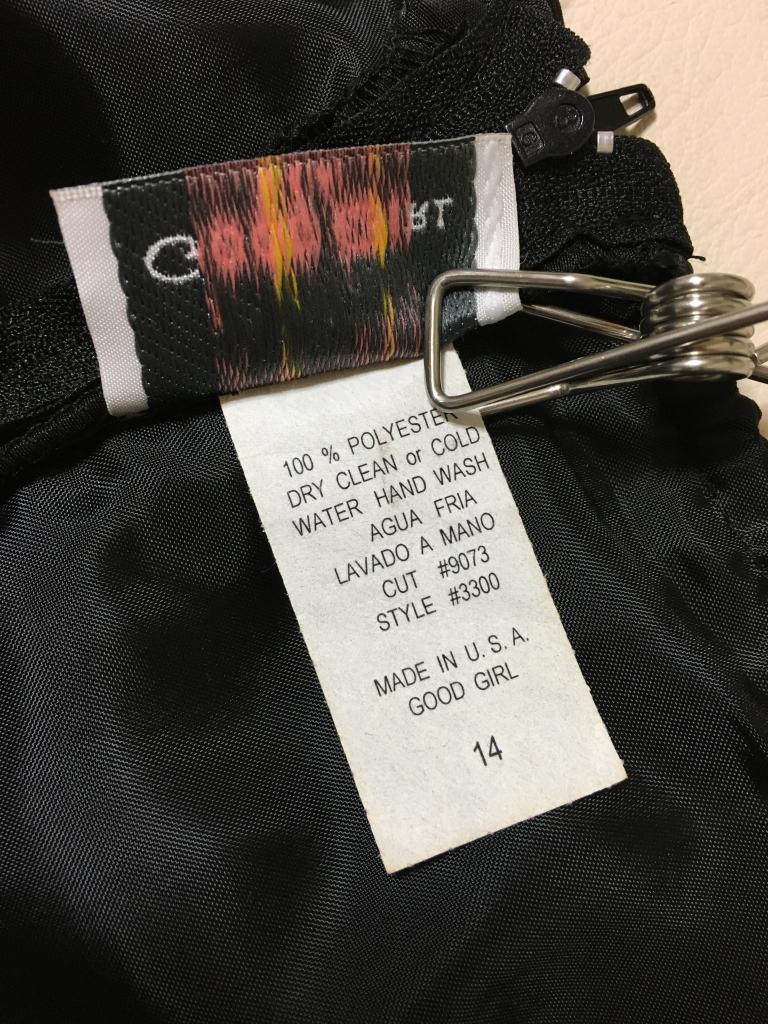 100 % POLYESTER
DRY CLEAN or COLD
WATER HAND WASH
AGUA FRIA
LAVADO A MANO
CUT #9073
STYLE #3300
MADE IN U. S. A.
GOOD GIRL
14